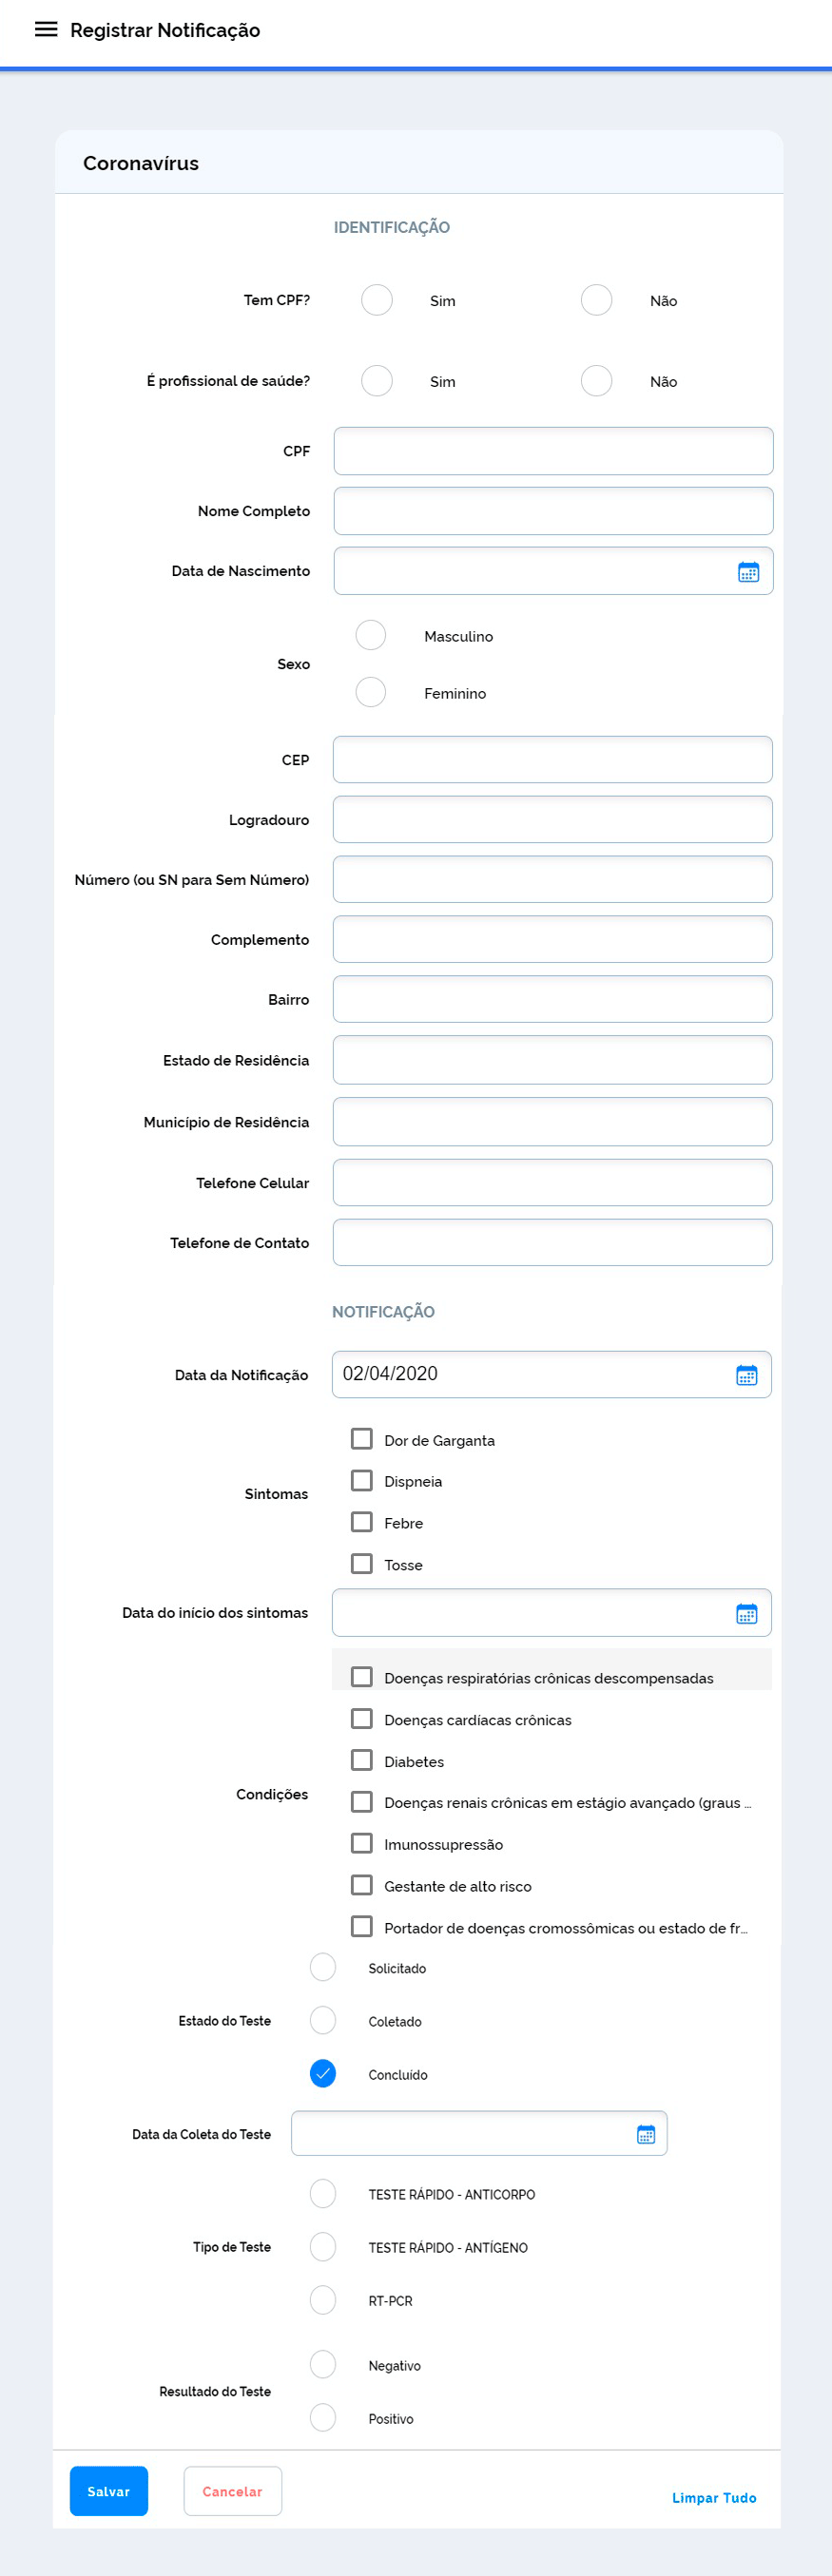 Registrar Notificação
Coronavírus
IDENTIFICAÇÃO
Tem CPF? Sim Não
É profissional de saúde? Sim Não
CPF
Nome Completo
Data de Nascimento
Masculino
Sexo
Feminino
CEP
Logradouro
Número (ou SN para Sem Número)
Complemento
Bairro
Estado de Residência
Município de Residência
Telefone Celular
Telefone de Contato
NOTIFICAÇÃO
Data da Notificação 02/04/2020
Dor de Garganta
Dispneia
Sintomas
Febre
Tosse
Data do início dos sintomas
Doenças respiratórias crônicas descompensadas
Doenças cardíacas crônicas
Diabetes
Condições
Doenças renais crônicas em estágio avançado (graus ...
Imunossupressão
Gestante de alto risco
Portador de doenças cromossômicas ou estado de fr...
Solicitado
Estado do Teste Coletado
Concluído
Data da Coleta do Teste
TESTE RÁPIDO - ANTICORPO
Tipo de Teste TESTE RÁPIDO - ANTÍGENO
RT-PCR
Negativo
Resultado do Teste
Positivo
Salvar Cancelar Limpar Tudo